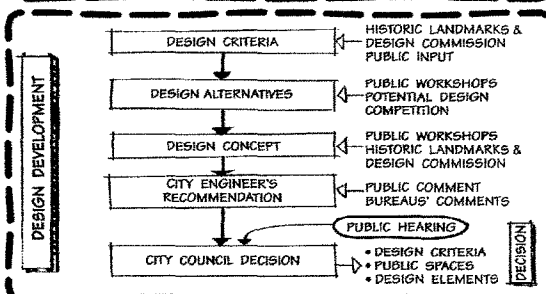 DESIGN DEVELOPMENT
DESIGN CRITERIA
HISTORIC LANDMARKS &
DESIGN COMMISSION
PUBLIC INPUT
DESIGN ALTERNATIVES
PUBLIC WORKSHOPS
POTENTIAL DESIGN
COMPETITION
DESIGN CONCEPT
PUBLIC WORKSHOPS
HISTORIC LANDMARKS &
DESIGN COMMISSION
CITY ENGINEER'S
RECOMMENDATION
PUBLIC COMMENT
BUREAUS' COMMENTS
PUBLIC HEARING
CITY COUNCIL DECISION
• DESIGN CRITERIA
• PUBLIC SPACES
• DESIGN ELEMENTS
DECISION